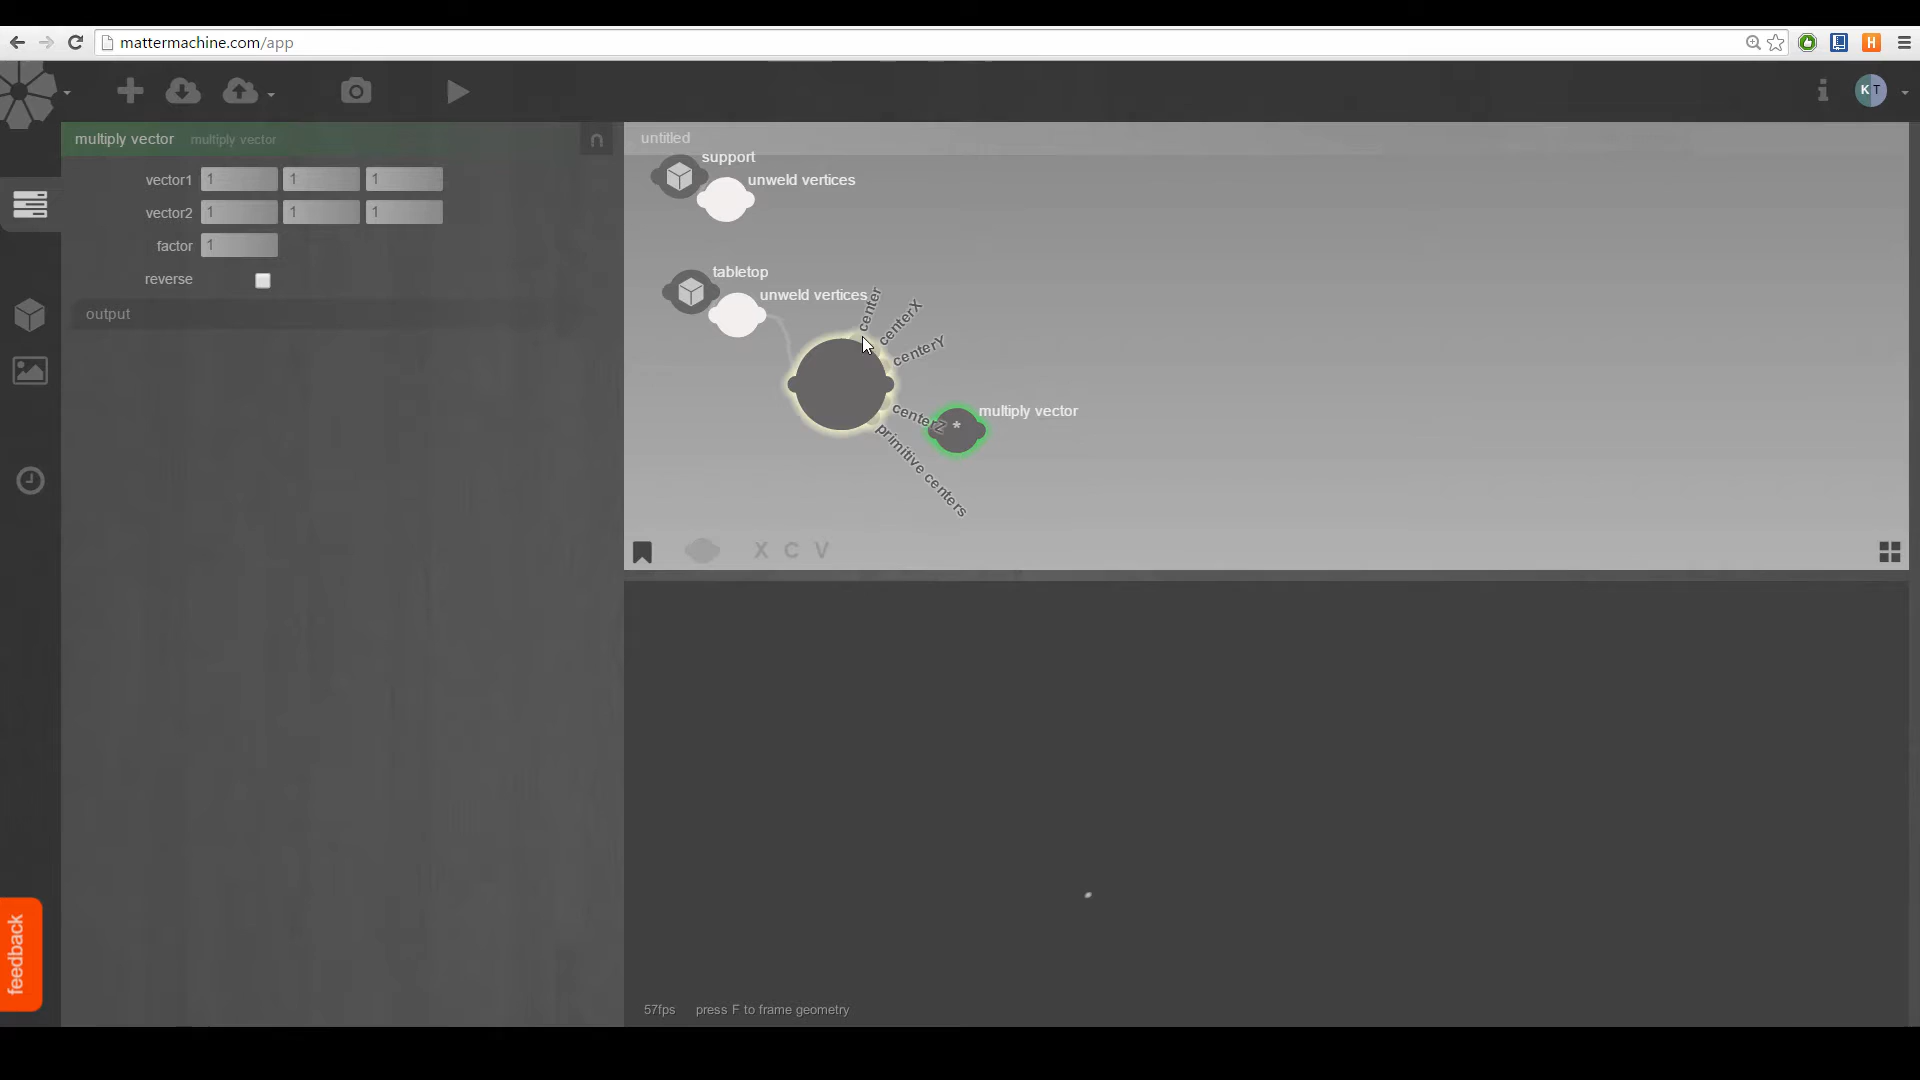 mattermachine.com/app
H
K T
multiply vector multiply vector
vector1 1 1 1
vector2 1 1 1
factor 1
reverse
output
untitled
support
unweld vertices
tabletop
unweld vertices
center
centerX
centerY
centerZ
primitive centers
*
multiply vector
X C V
57fps press F to frame geometry
feedback